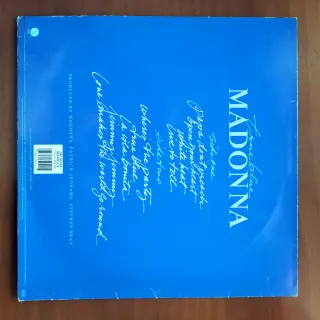 True Blue
MADONNA
Side One
Papa don't preach
Open your heart
White heat
Live to tell
Side Two
Where's the party
True blue
La isla bonita
Jimmy Jimmy
Love makes the world go round
PRODUCED BY MADONNA, PATRICK LEONARD, STEPHEN BRAY